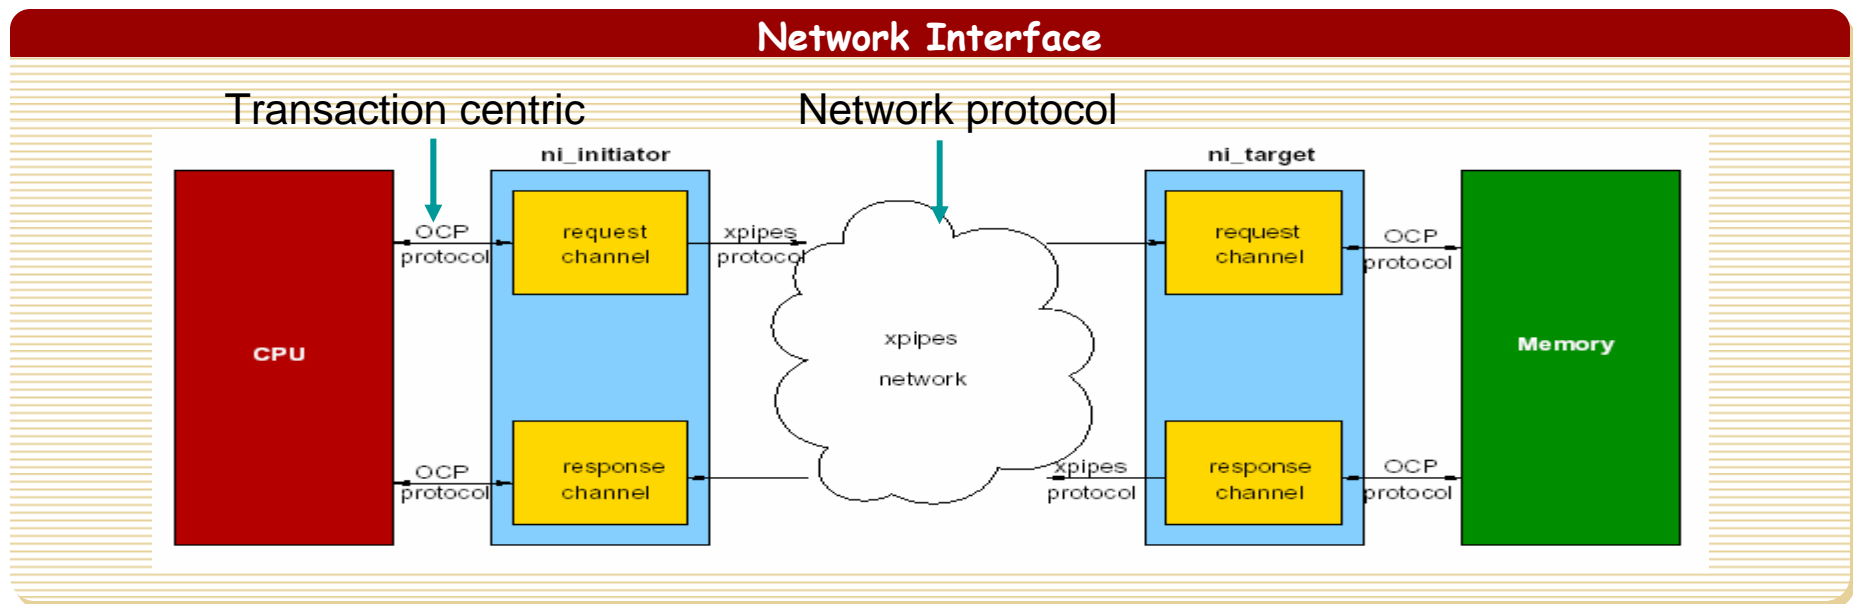 Network Interface
Transaction centric
Network protocol
ni_initiator
ni_target
OCP
protocol
request
channel
xpipes
protocol
request
channel
OCP
protocol
CPU
xpipes
network
Memory
OCP
protocol
response
channel
xpipes
protocol
response
channel
OCP
protocol